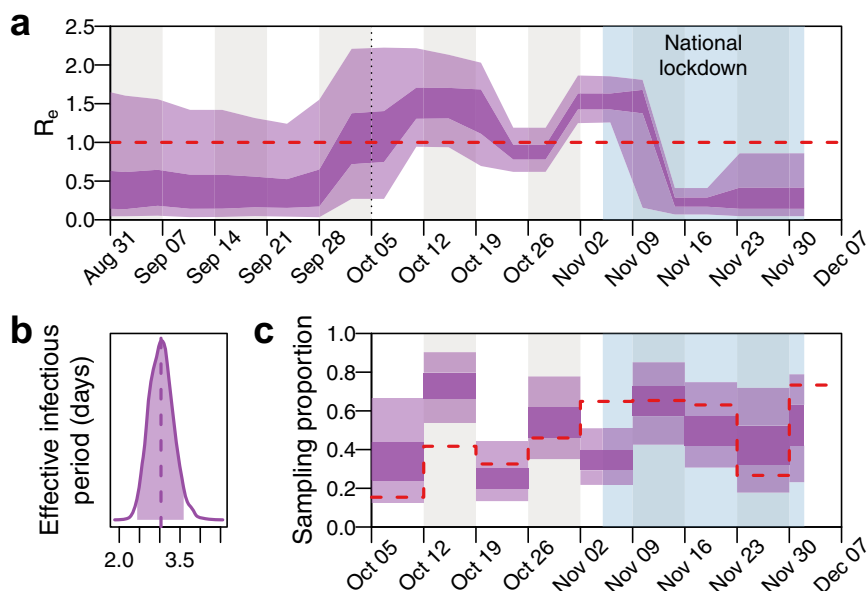 a
National
lockdown
Re
2.5
2.0
1.5
1.0
0.5
0.0
Aug 31
Sep 07
Sep 14
Sep 21
Sep 28
Oct 05
Oct 12
Oct 19
Oct 26
Nov 02
Nov 09
Nov 16
Nov 23
Nov 30
Dec 07
b
Effective infectious
period (days)
2.0
3.5
c
Sampling proportion
1.0
0.8
0.6
0.4
0.2
0.0
Oct 05
Oct 12
Oct 19
Oct 26
Nov 02
Nov 09
Nov 16
Nov 23
Nov 30
Dec 07